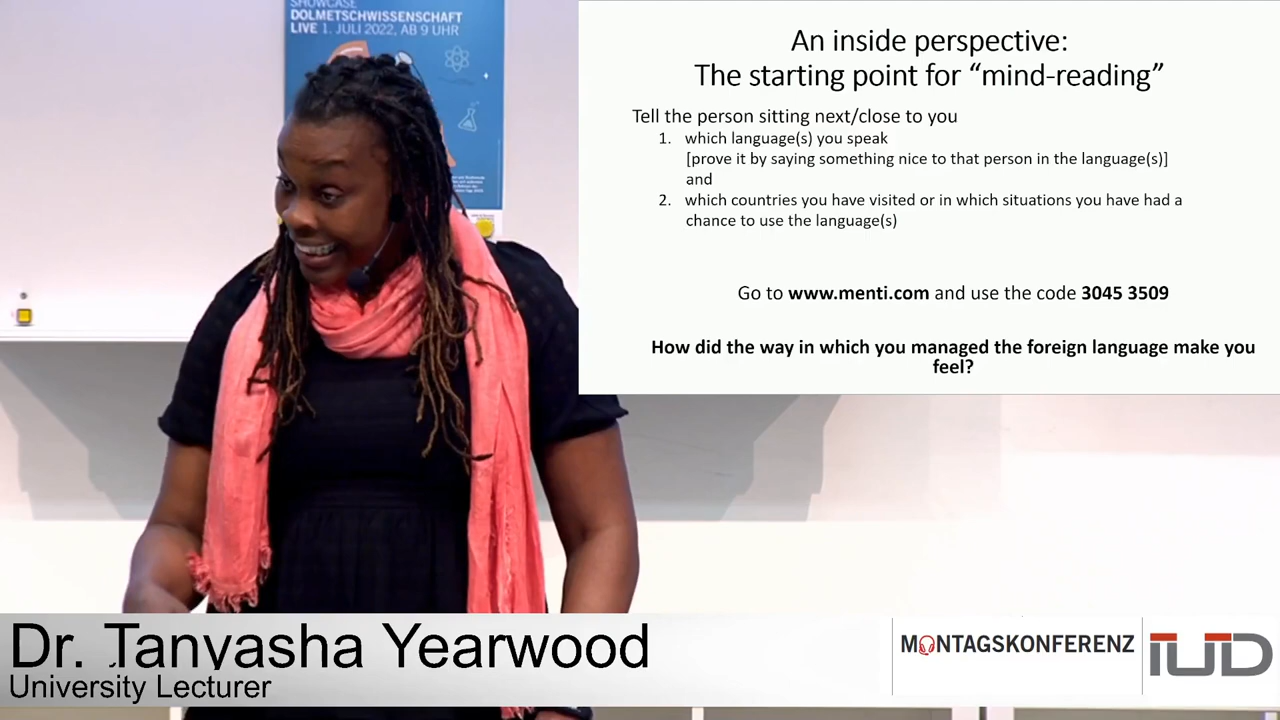 SHOWCASE
DOLMETSCHWISSENSCHAFT
LIVE 1. JULI 2022, AB 9 UHR
An inside perspective:
The starting point for “mind-reading”
Tell the person sitting next/close to you
1. which language(s) you speak
[prove it by saying something nice to that person in the language(s)]
and
2. which countries you have visited or in which situations you have had a
chance to use the language(s)
Go to www.menti.com and use the code 3045 3509
How did the way in which you managed the foreign language make you
feel?
Dr. Tanyasha Yearwood
University Lecturer
MONTAGSKONFERENZ
IUD